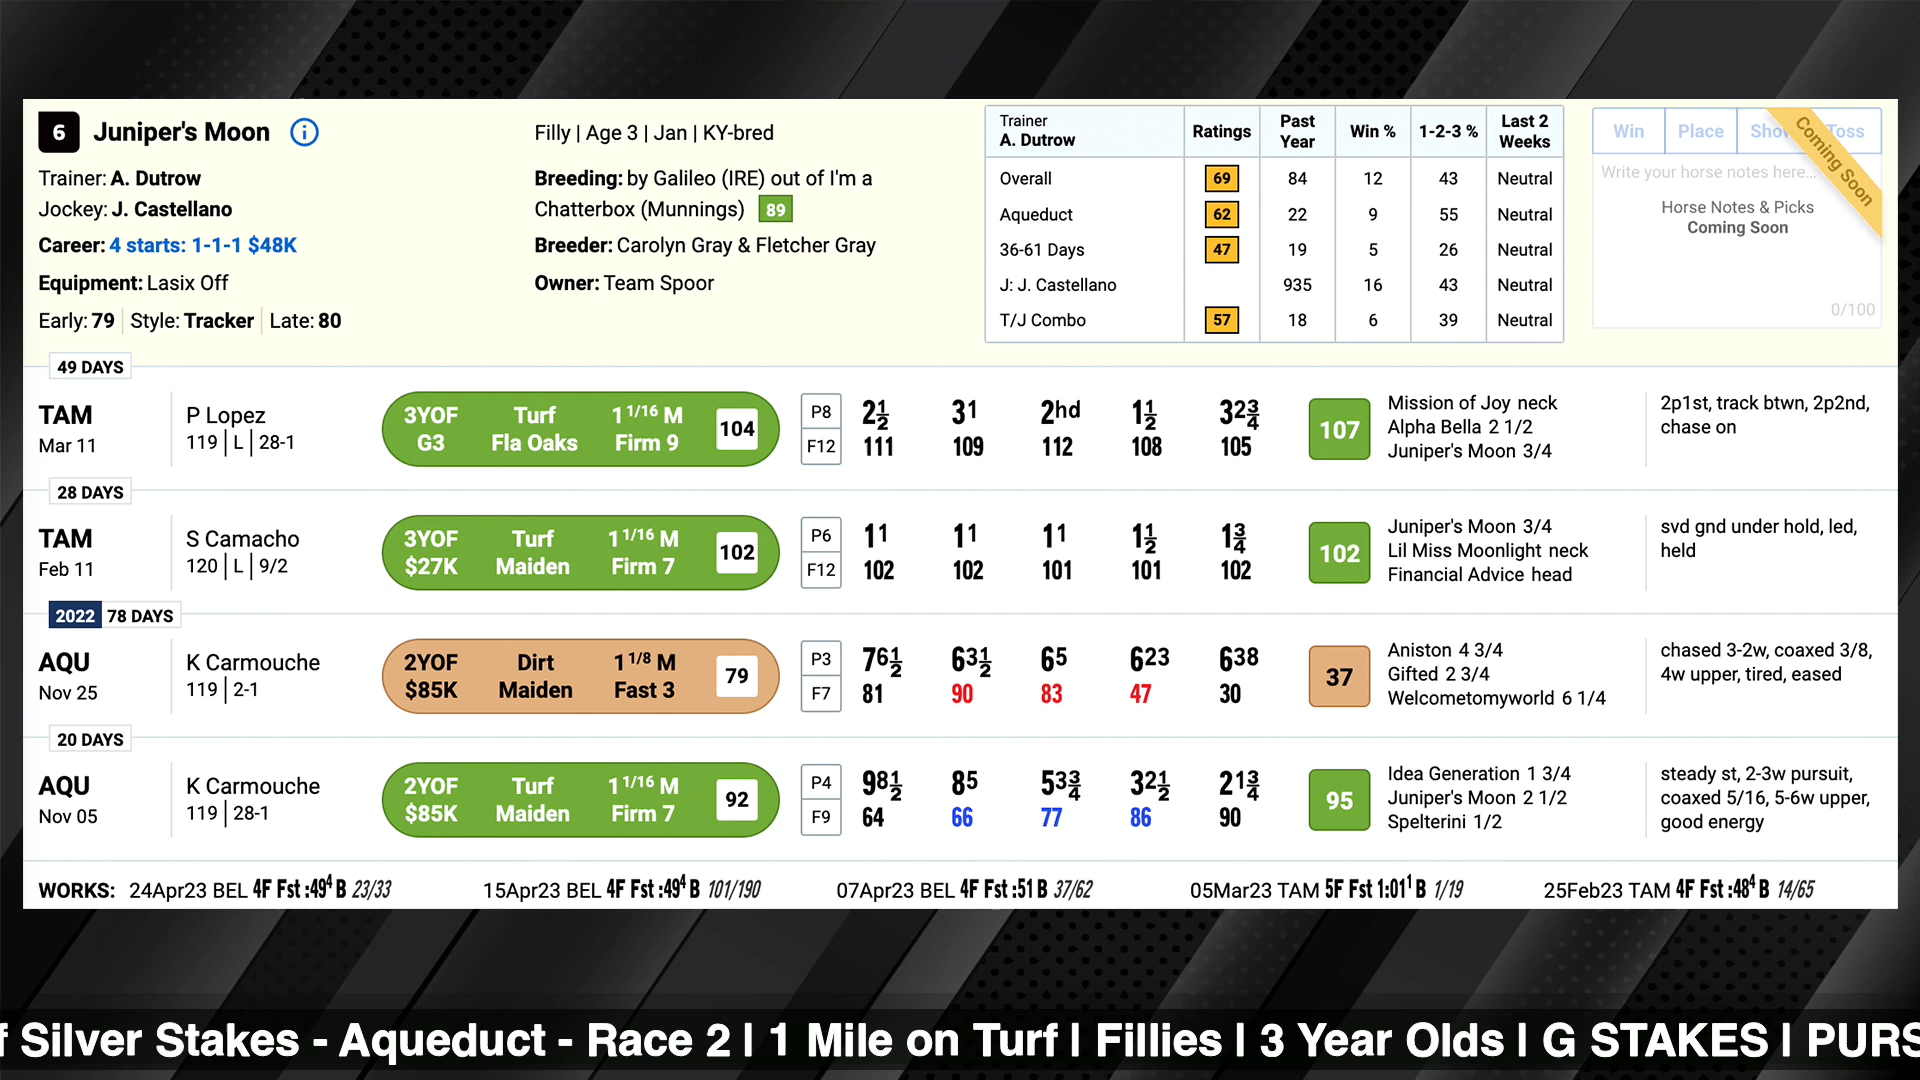 6 Juniper's Moon i
Trainer: A. Dutrow
Jockey: J. Castellano
Career: 4 starts: 1-1-1 $48K
Equipment: Lasix Off
Early: 79 | Style: Tracker | Late: 80
Filly | Age 3 | Jan | KY-bred
Breeding: by Galileo (IRE) out of I'm a
Chatterbox (Munnings) 89
Breeder: Carolyn Gray & Fletcher Gray
Owner: Team Spoor
Trainer A. Dutrow Ratings Past Year Win % 1-2-3 % Last 2 Weeks
Overall 69 84 12 43 Neutral
Aqueduct 62 22 9 55 Neutral
36-61 Days 47 19 5 26 Neutral
J: J. Castellano 935 16 43 Neutral
T/J Combo 57 18 6 39 Neutral
Win Place Sho Toss
Coming Soon
Write your horse notes here...
Horse Notes & Picks
Coming Soon
0/100
49 DAYS
TAM P Lopez 3YOF Turf 1 1/16 M 104 P8 2½ 3¹ 2hd 1½ 3 2¾ 107 Mission of Joy neck 2p1st, track btwn, 2p2nd,
Mar 11 119 | L | 28-1 G3 Fla Oaks Firm 9 F12 111 109 112 108 105 Alpha Bella 2 1/2 chase on
Juniper's Moon 3/4
28 DAYS
TAM S Camacho 3YOF Turf 1 1/16 M 102 P6 1¹ 1¹ 1¹ 1½ 1¾ 102 Juniper's Moon 3/4 svd gnd under hold, led,
Feb 11 120 | L | 9/2 $27K Maiden Firm 7 F12 102 102 101 101 102 Lil Miss Moonlight neck held
Financial Advice head
2022 78 DAYS
AQU K Carmouche 2YOF Dirt 1 1/8 M 79 P3 7 6½ 6 3½ 6⁵ 6²³ 6³⁸ 37 Aniston 4 3/4 chased 3-2w, coaxed 3/8,
Nov 25 119 | 2-1 $85K Maiden Fast 3 F7 81 90 83 47 30 Gifted 2 3/4 4w upper, tired, eased
Welcometomyworld 6 1/4
20 DAYS
AQU K Carmouche 2YOF Turf 1 1/16 M 92 P4 9 8½ 8⁵ 5 3¾ 3 2½ 2 1¾ 95 Idea Generation 1 3/4 steady st, 2-3w pursuit,
Nov 05 119 | 28-1 $85K Maiden Firm 7 F9 64 66 77 86 90 Juniper's Moon 2 1/2 coaxed 5/16, 5-6w upper,
Spelterini 1/2 good energy
WORKS: 24Apr23 BEL 4F Fst :49⁴ B 23/33 15Apr23 BEL 4F Fst :49⁴ B 101/190 07Apr23 BEL 4F Fst :51 B 37/62 05Mar23 TAM 5F Fst 1:01¹ B 1/19 25Feb23 TAM 4F Fst :48⁴ B 14/65
f Silver Stakes - Aqueduct - Race 2 | 1 Mile on Turf | Fillies | 3 Year Olds | G STAKES | PURS